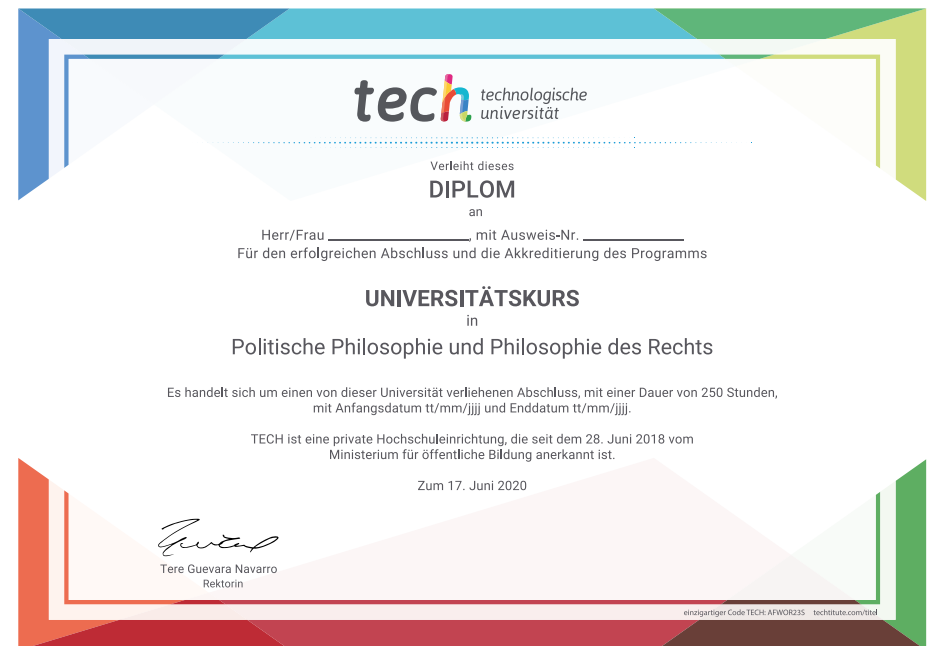 tech technologische
universität
Verleiht dieses
DIPLOM
an
Herr/Frau ____________________, mit Ausweis-Nr. ______________
Für den erfolgreichen Abschluss und die Akkreditierung des Programms
UNIVERSITÄTSKURS
in
Politische Philosophie und Philosophie des Rechts
Es handelt sich um einen von dieser Universität verliehenen Abschluss, mit einer Dauer von 250 Stunden,
mit Anfangsdatum tt/mm/jjjj und Enddatum tt/mm/jjjj.
TECH ist eine private Hochschuleinrichtung, die seit dem 28. Juni 2018 vom
Ministerium für öffentliche Bildung anerkannt ist.
Zum 17. Juni 2020
Tere Guevara Navarro
Rektorin
einzigartiger Code TECH: AFWOR23S techtitute.com/titel